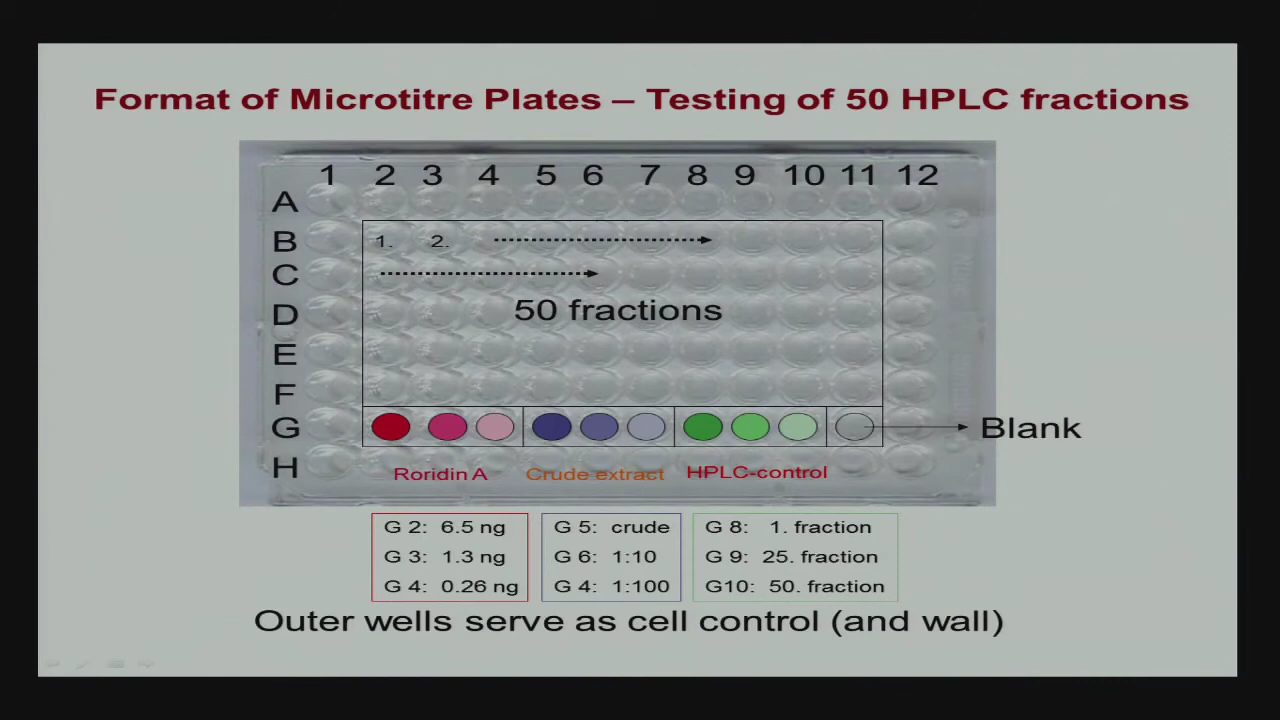 Format of Microtitre Plates – Testing of 50 HPLC fractions
1 2 3 4 5 6 7 8 9 10 11 12
A
B 1. 2.
C
D 50 fractions
E
F
G Blank
H Roridin A Crude extract HPLC-control
G 2: 6.5 ng
G 3: 1.3 ng
G 4: 0.26 ng
G 5: crude
G 6: 1:10
G 4: 1:100
G 8: 1. fraction
G 9: 25. fraction
G10: 50. fraction
Outer wells serve as cell control (and wall)